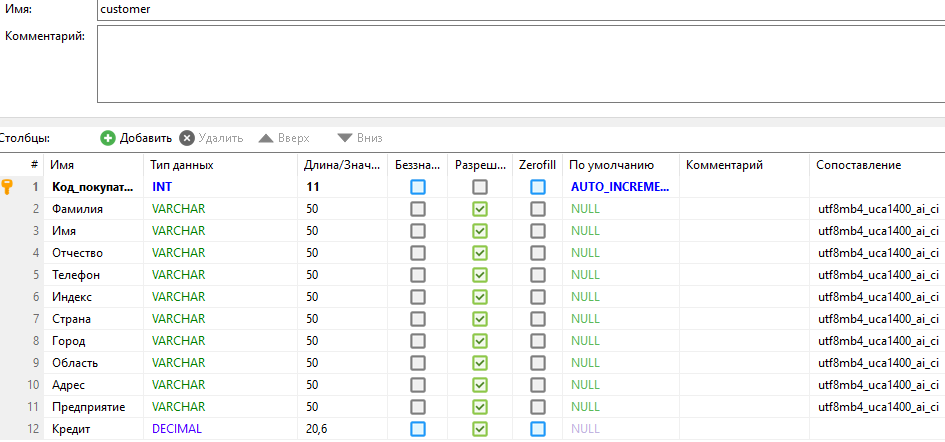 Имя: customer
Комментарий:
Столбцы: Добавить Удалить Вверх Вниз
# Имя Тип данных Длина/Знач... Беззна... Разреш... Zerofill По умолчанию Комментарий Сопоставление
1 Код_покупат... INT 11 AUTO_INCREME...
2 Фамилия VARCHAR 50 NULL utf8mb4_uca1400_ai_ci
3 Имя VARCHAR 50 NULL utf8mb4_uca1400_ai_ci
4 Отчество VARCHAR 50 NULL utf8mb4_uca1400_ai_ci
5 Телефон VARCHAR 50 NULL utf8mb4_uca1400_ai_ci
6 Индекс VARCHAR 50 NULL utf8mb4_uca1400_ai_ci
7 Страна VARCHAR 50 NULL utf8mb4_uca1400_ai_ci
8 Город VARCHAR 50 NULL utf8mb4_uca1400_ai_ci
9 Область VARCHAR 50 NULL utf8mb4_uca1400_ai_ci
10 Адрес VARCHAR 50 NULL utf8mb4_uca1400_ai_ci
11 Предприятие VARCHAR 50 NULL utf8mb4_uca1400_ai_ci
12 Кредит DECIMAL 20,6 NULL